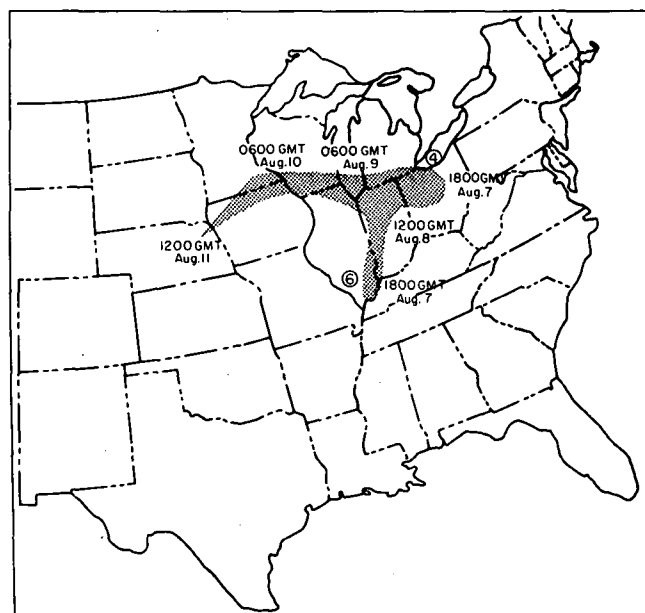 0600 GMT
Aug.10
0600 GMT
Aug. 9
④
1800 GMT
Aug. 7
1200 GMT
Aug. 8
1200 GMT
Aug. 11
⑥
1800 GMT
Aug. 7